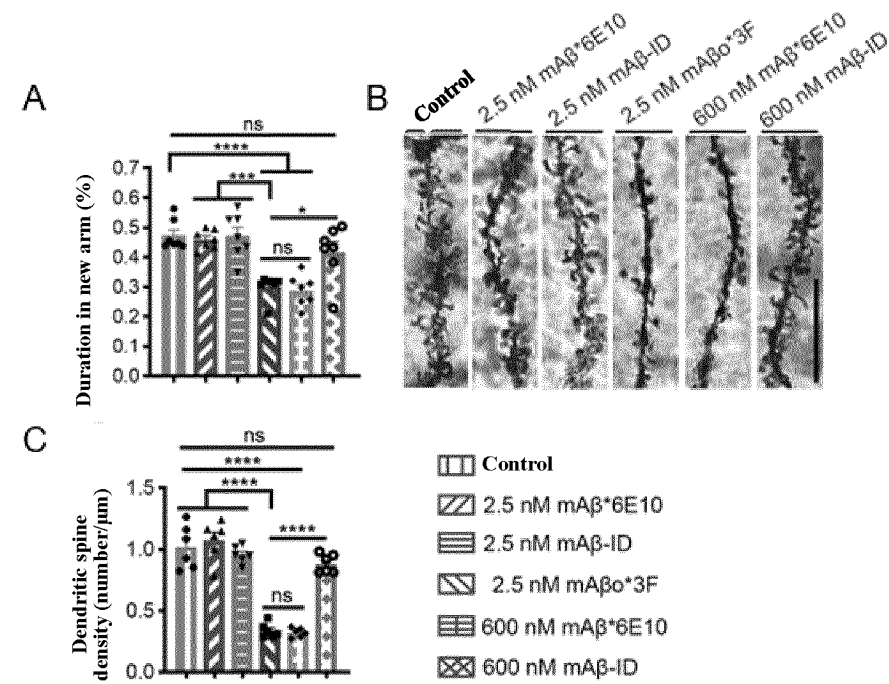 A
ns
****
***
*
ns
0.7
0.6
0.5
0.4
0.3
0.2
0.1
0.0
Duration in new arm (%)
B
Control
2.5 nM mAβ*6E10
2.5 nM mAβ-ID
2.5 nM mAβo*3F
600 nM mAβ*6E10
600 nM mAβ-ID
C
ns
****
****
****
ns
1.5
1.0
0.5
0.0
Dendritic spine
density (number/μm)
Control
2.5 nM mAβ*6E10
2.5 nM mAβ-ID
2.5 nM mAβo*3F
600 nM mAβ*6E10
600 nM mAβ-ID